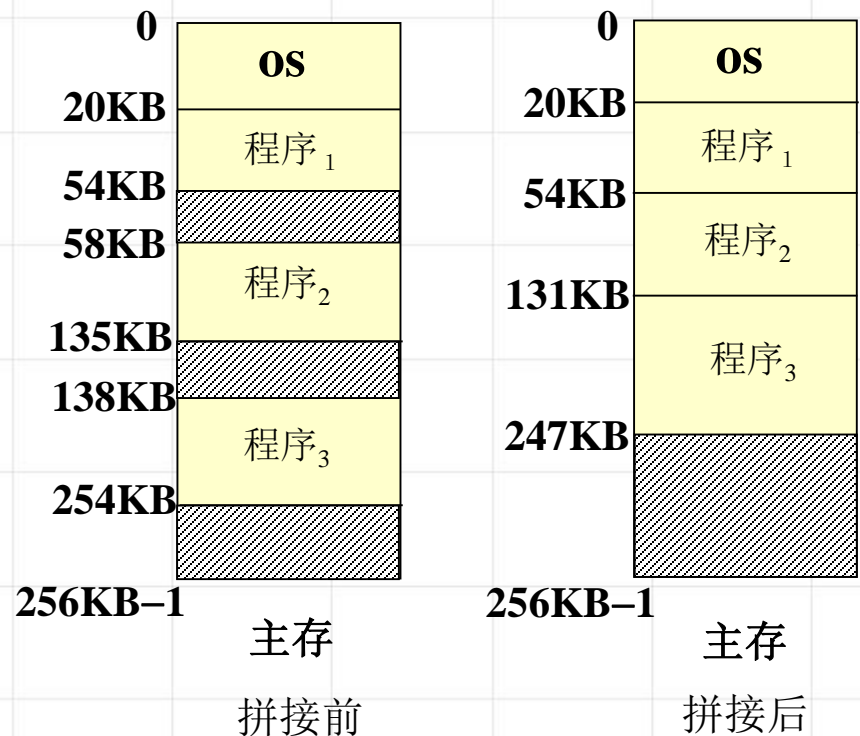 0
OS
20KB
程序1
54KB
58KB
程序2
135KB
138KB
程序3
254KB
256KB–1
主存
拼接前
0
OS
20KB
程序1
54KB
程序2
131KB
程序3
247KB
256KB–1
主存
拼接后